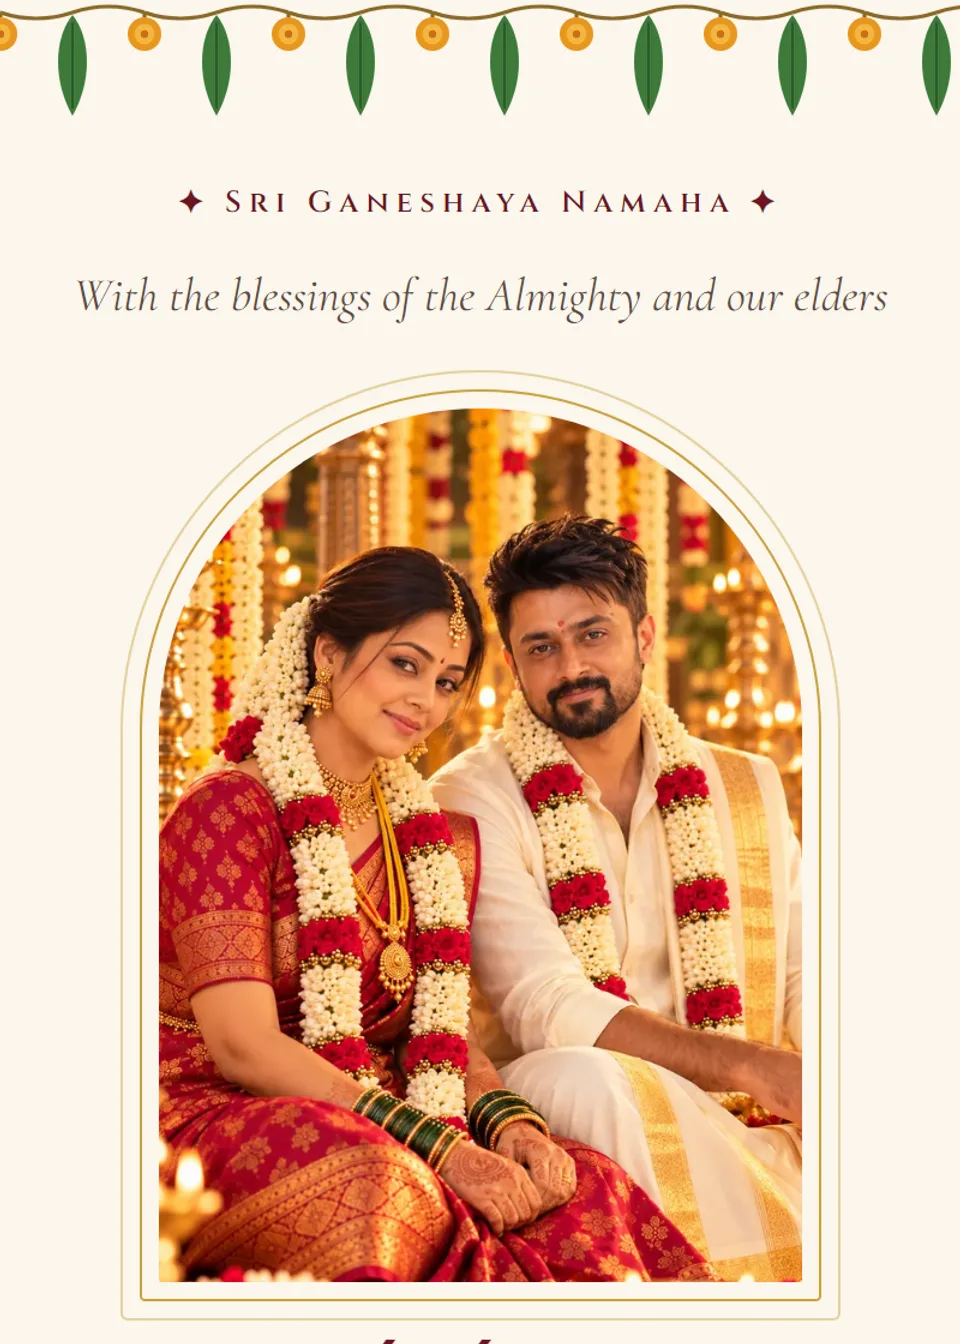 ✦ Sri Ganeshaya Namaha ✦
With the blessings of the Almighty and our elders